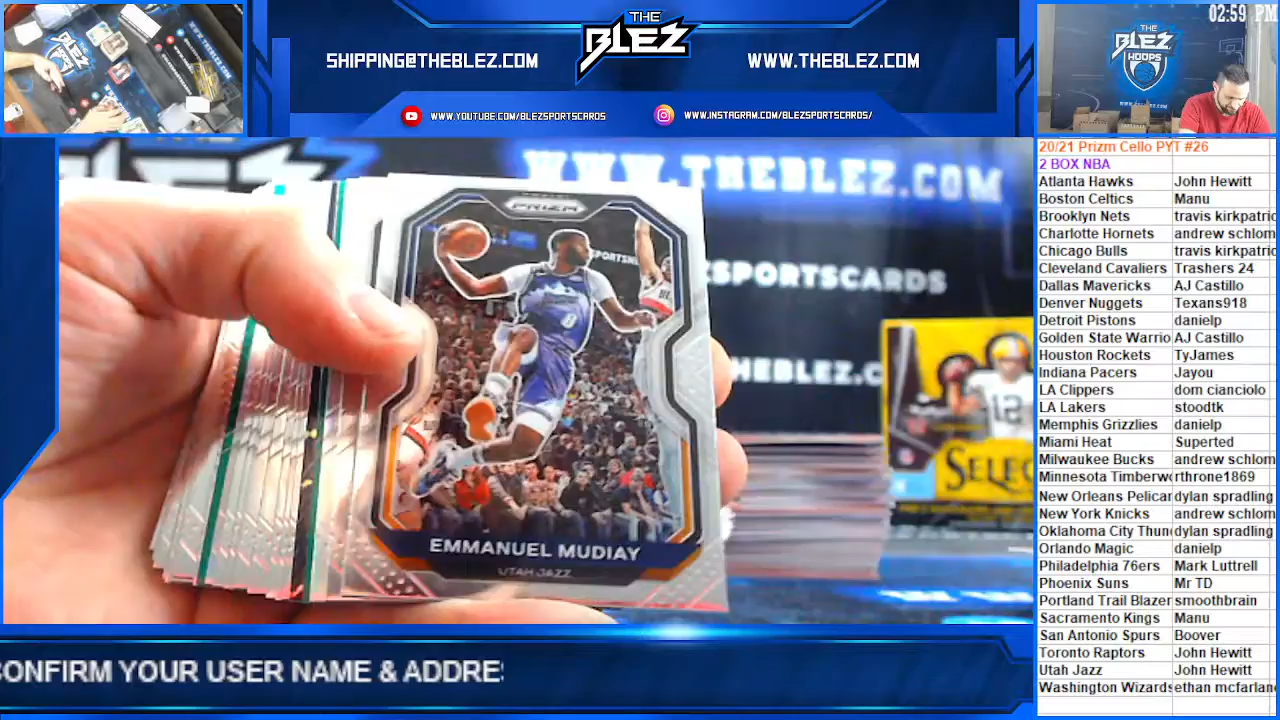 THE
BLEZ
SHIPPING@THEBLEZ.COM
WWW.THEBLEZ.COM
WWW.YOUTUBE.COM/BLEZSPORTSCARDS
WWW.INSTAGRAM.COM/BLEZSPORTSCARDS/
02:59 PM
THE
BLEZ
HOOPS
20/21 Prizm Cello PYT #26
2 BOX NBA
Atlanta Hawks John Hewitt
Boston Celtics Manu
Brooklyn Nets travis kirkpatric
Charlotte Hornets andrew schlom
Chicago Bulls travis kirkpatric
Cleveland Cavaliers Trashers 24
Dallas Mavericks AJ Castillo
Denver Nuggets Texans918
Detroit Pistons danielp
Golden State Warrio AJ Castillo
Houston Rockets TyJames
Indiana Pacers Jayou
LA Clippers dom cianciolo
LA Lakers stoodtk
Memphis Grizzlies danielp
Miami Heat Superted
Milwaukee Bucks andrew schlom
Minnesota Timberwo rthrone1869
New Orleans Pelican dylan spradling
New York Knicks andrew schlom
Oklahoma City Thun dylan spradling
Orlando Magic danielp
Philadelphia 76ers Mark Luttrell
Phoenix Suns Mr TD
Portland Trail Blazer smoothbrain
Sacramento Kings Manu
San Antonio Spurs Boover
Toronto Raptors John Hewitt
Utah Jazz John Hewitt
Washington Wizards ethan mcfarlane
WWW.THEBLEZ.COM
ZSPORTSCARDS
HEBLEZ.C
PRIZM
8
12
SELEC
EMMANUEL MUDIAY
UTAH JAZZ
CONFIRM YOUR USER NAME & ADDRES